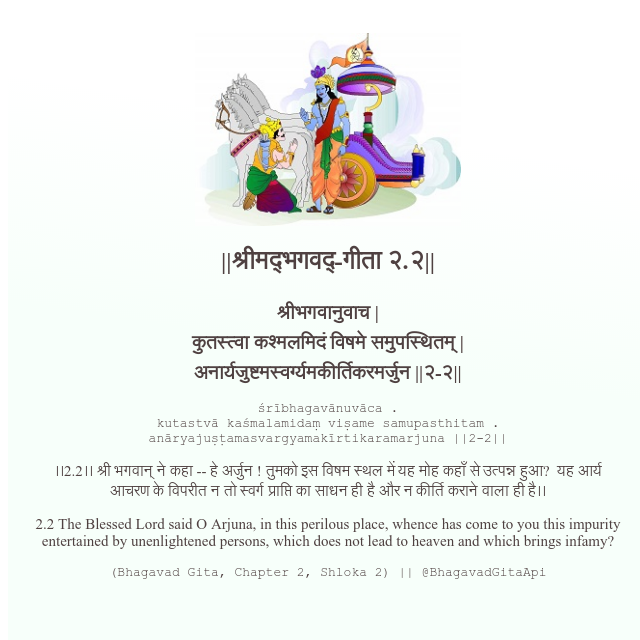 ||श्रीमद्‍भगवद्‍-गीता २.२||
श्रीभगवानुवाच |
कुतस्त्वा कश्मलमिदं विषमे समुपस्थितम् |
अनार्यजुष्टमस्वर्ग्यमकीर्तिकरमर्जुन ||२-२||
śrībhagavānuvāca .
kutastvā kaśmalamidaṃ viṣame samupasthitam .
anāryajuṣṭamasvargyamakīrtikaramarjuna ||2-2||
।।2.2।। श्री भगवान् ने कहा -- हे अर्जुन ! तुमको इस विषम स्थल में यह मोह कहाँ से उत्पन्न हुआ? यह आर्य
आचरण के विपरीत न तो स्वर्ग प्राप्ति का साधन ही है और न कीर्ति कराने वाला ही है।।
2.2 The Blessed Lord said O Arjuna, in this perilous place, whence has come to you this impurity
entertained by unenlightened persons, which does not lead to heaven and which brings infamy?
(Bhagavad Gita, Chapter 2, Shloka 2) || @BhagavadGitaApi